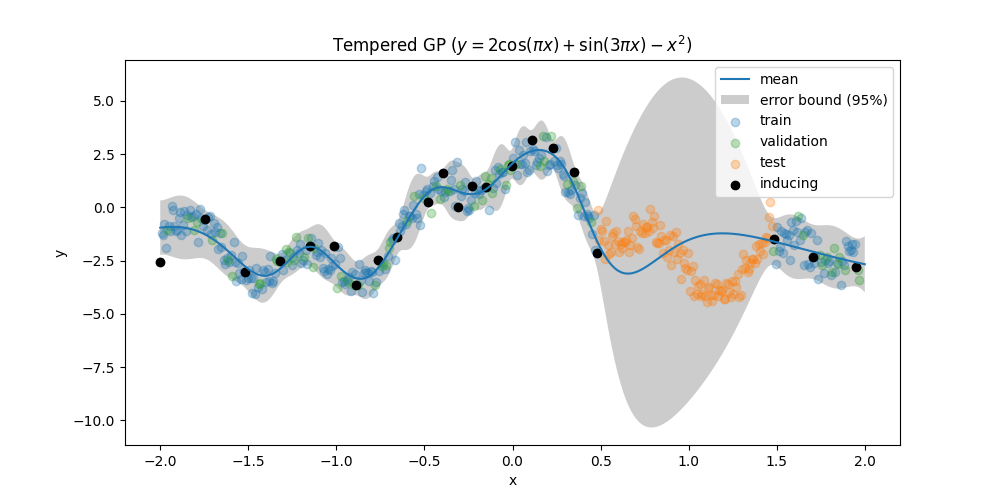 Tempered GP (y = 2cos(πx) + sin(3πx) − x²)
mean
error bound (95%)
train
validation
test
inducing
5.0
2.5
0.0
−2.5
−5.0
−7.5
−10.0
y
−2.0 −1.5 −1.0 −0.5 0.0 0.5 1.0 1.5 2.0
x